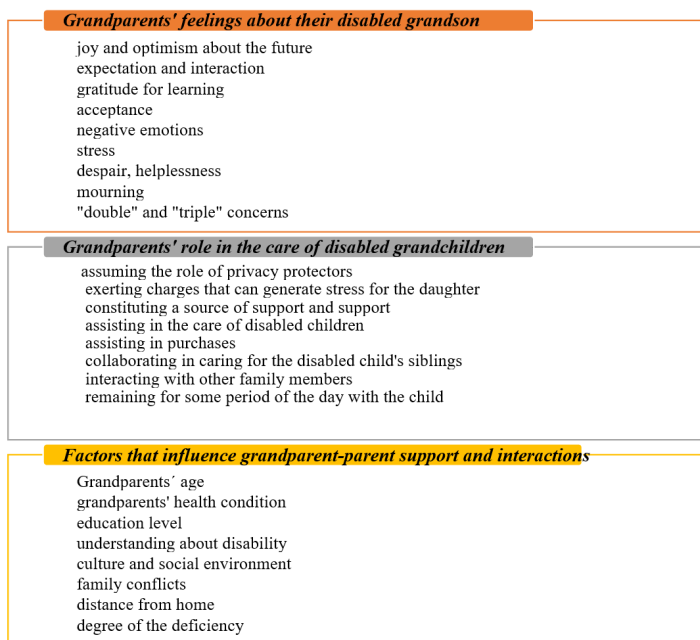 Grandparents' feelings about their disabled grandson
joy and optimism about the future
expectation and interaction
gratitude for learning
acceptance
negative emotions
stress
despair, helplessness
mourning
"double" and "triple" concerns
Grandparents' role in the care of disabled grandchildren
assuming the role of privacy protectors
exerting charges that can generate stress for the daughter
constituting a source of support and support
assisting in the care of disabled children
assisting in purchases
collaborating in caring for the disabled child's siblings
interacting with other family members
remaining for some period of the day with the child
Factors that influence grandparent-parent support and interactions
Grandparents´ age
grandparents' health condition
education level
understanding about disability
culture and social environment
family conflicts
distance from home
degree of the deficiency